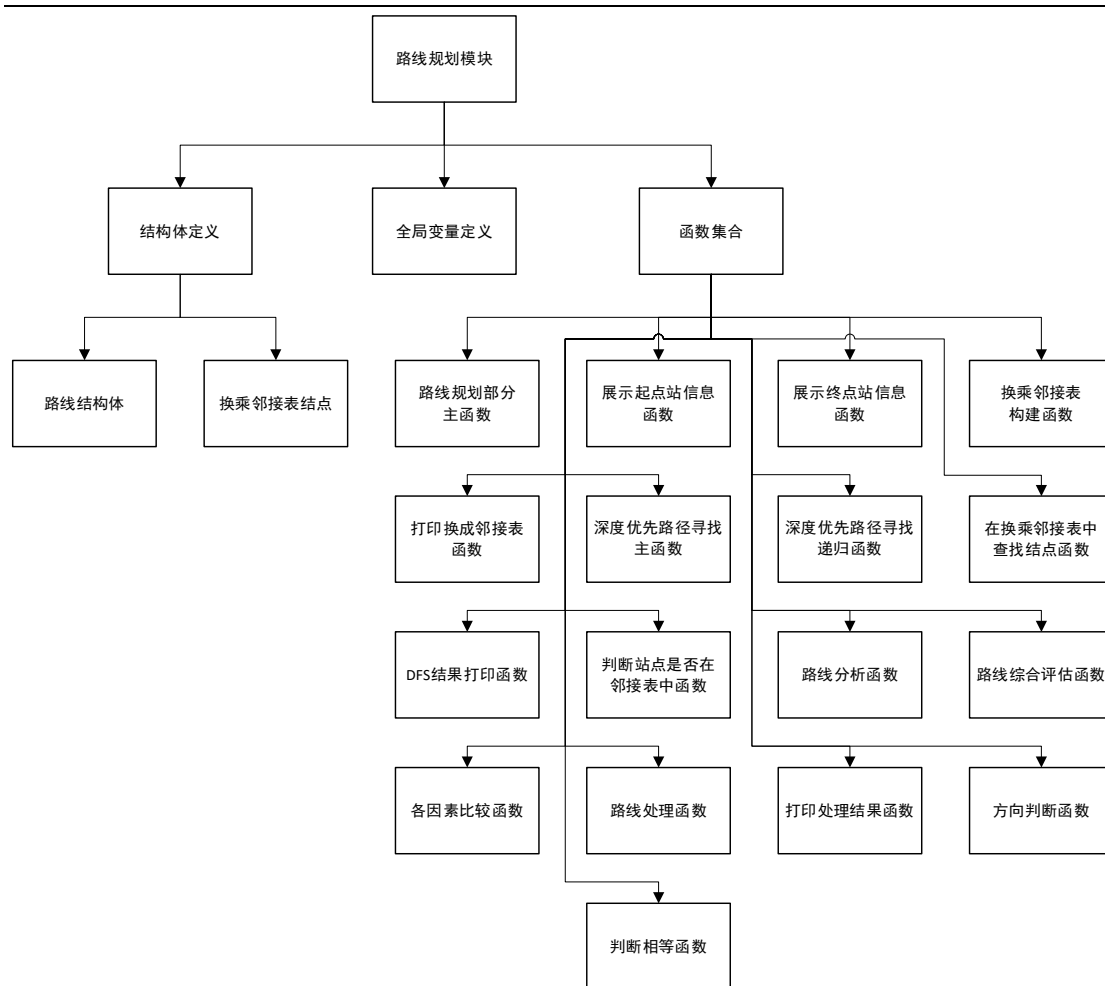 路线规划模块
结构体定义
全局变量定义
函数集合
路线结构体
换乘邻接表结点
路线规划部分
主函数
展示起点站信息
函数
展示终点站信息
函数
换乘邻接表
构建函数
打印换成邻接表
函数
深度优先路径寻找
主函数
深度优先路径寻找
递归函数
在换乘邻接表中
查找结点函数
DFS结果打印函数
判断站点是否在
邻接表中函数
路线分析函数
路线综合评估函数
各因素比较函数
路线处理函数
打印处理结果函数
方向判断函数
判断相等函数